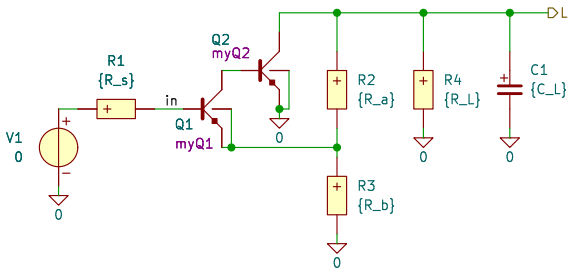 L
Q2
myQ2
R1
{R_s}
R2
{R_a}
R4
{R_L}
C1
{C_L}
in
Q1
myQ1
V1
0
0
0
0
0
R3
{R_b}
0
0